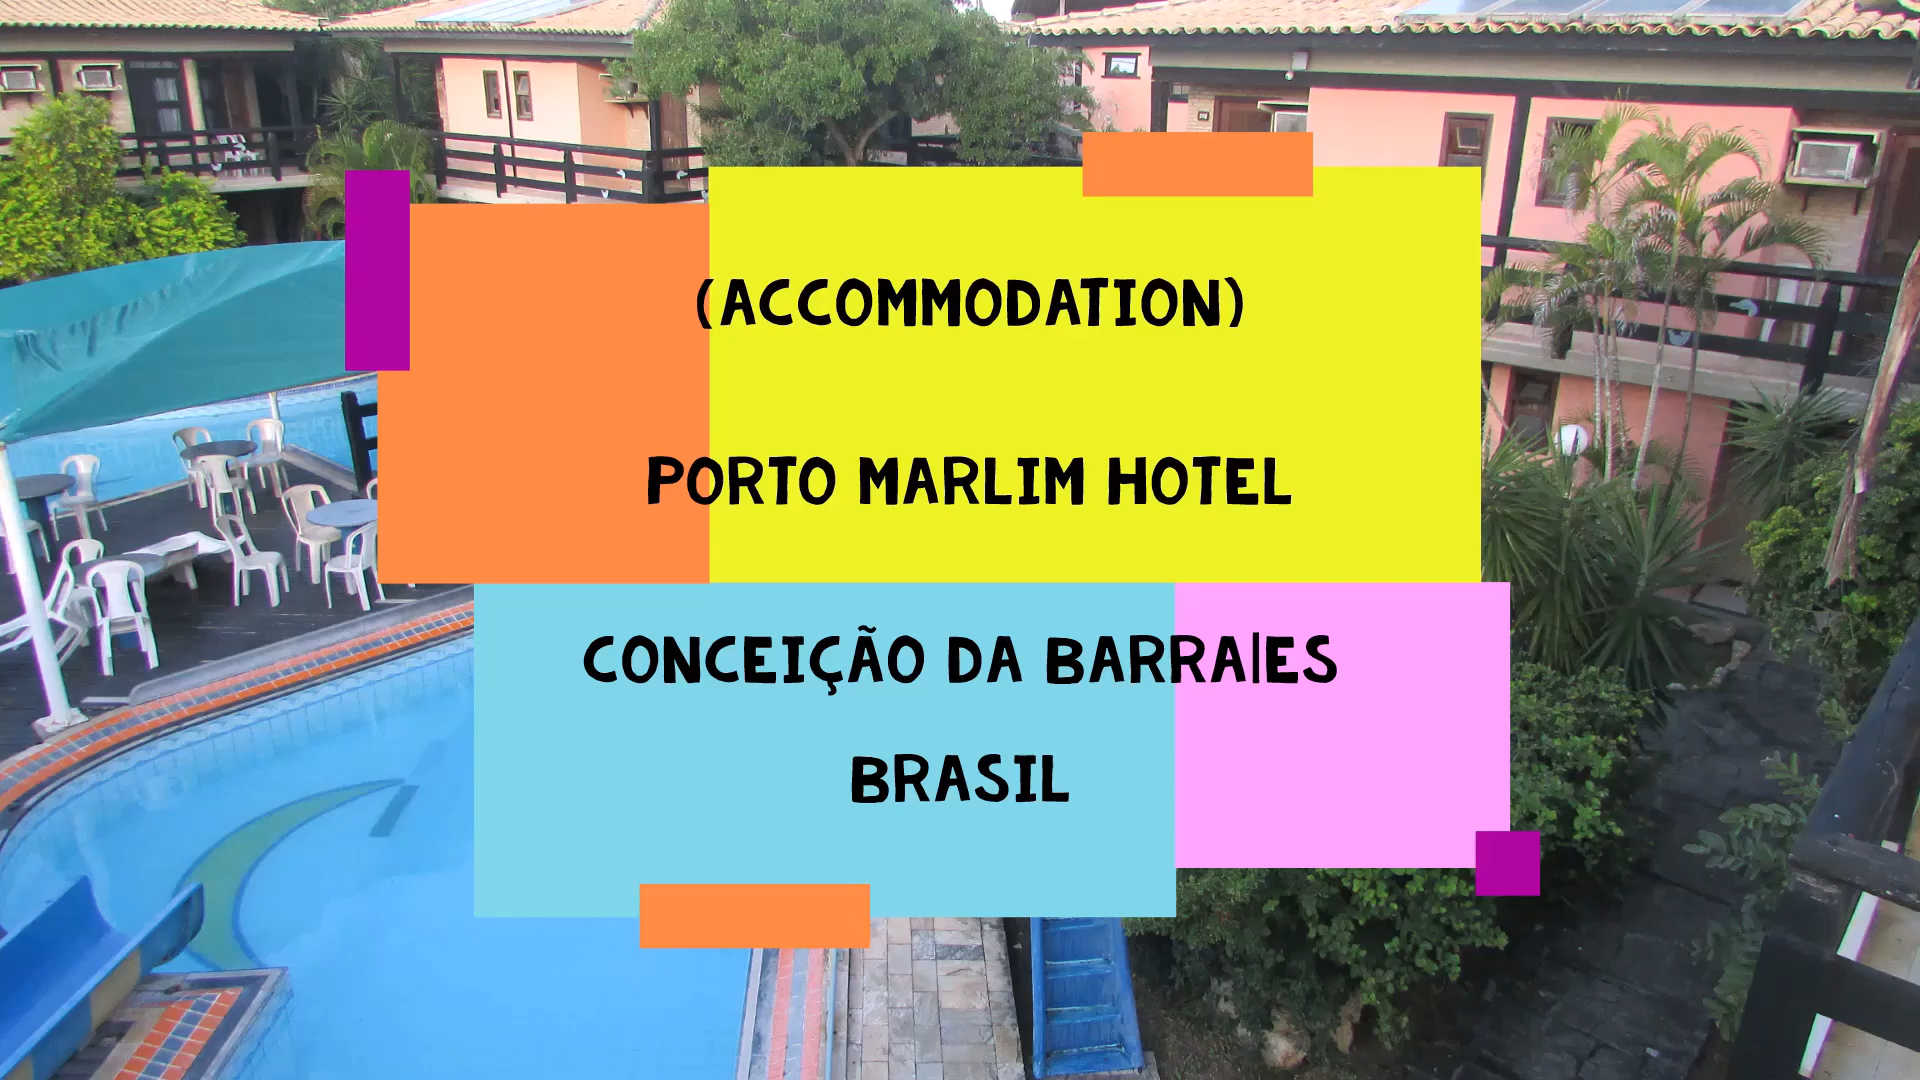 (ACCOMMODATION)
PORTO MARLIM HOTEL
CONCEIÇÃO DA BARRA|ES
BRASIL